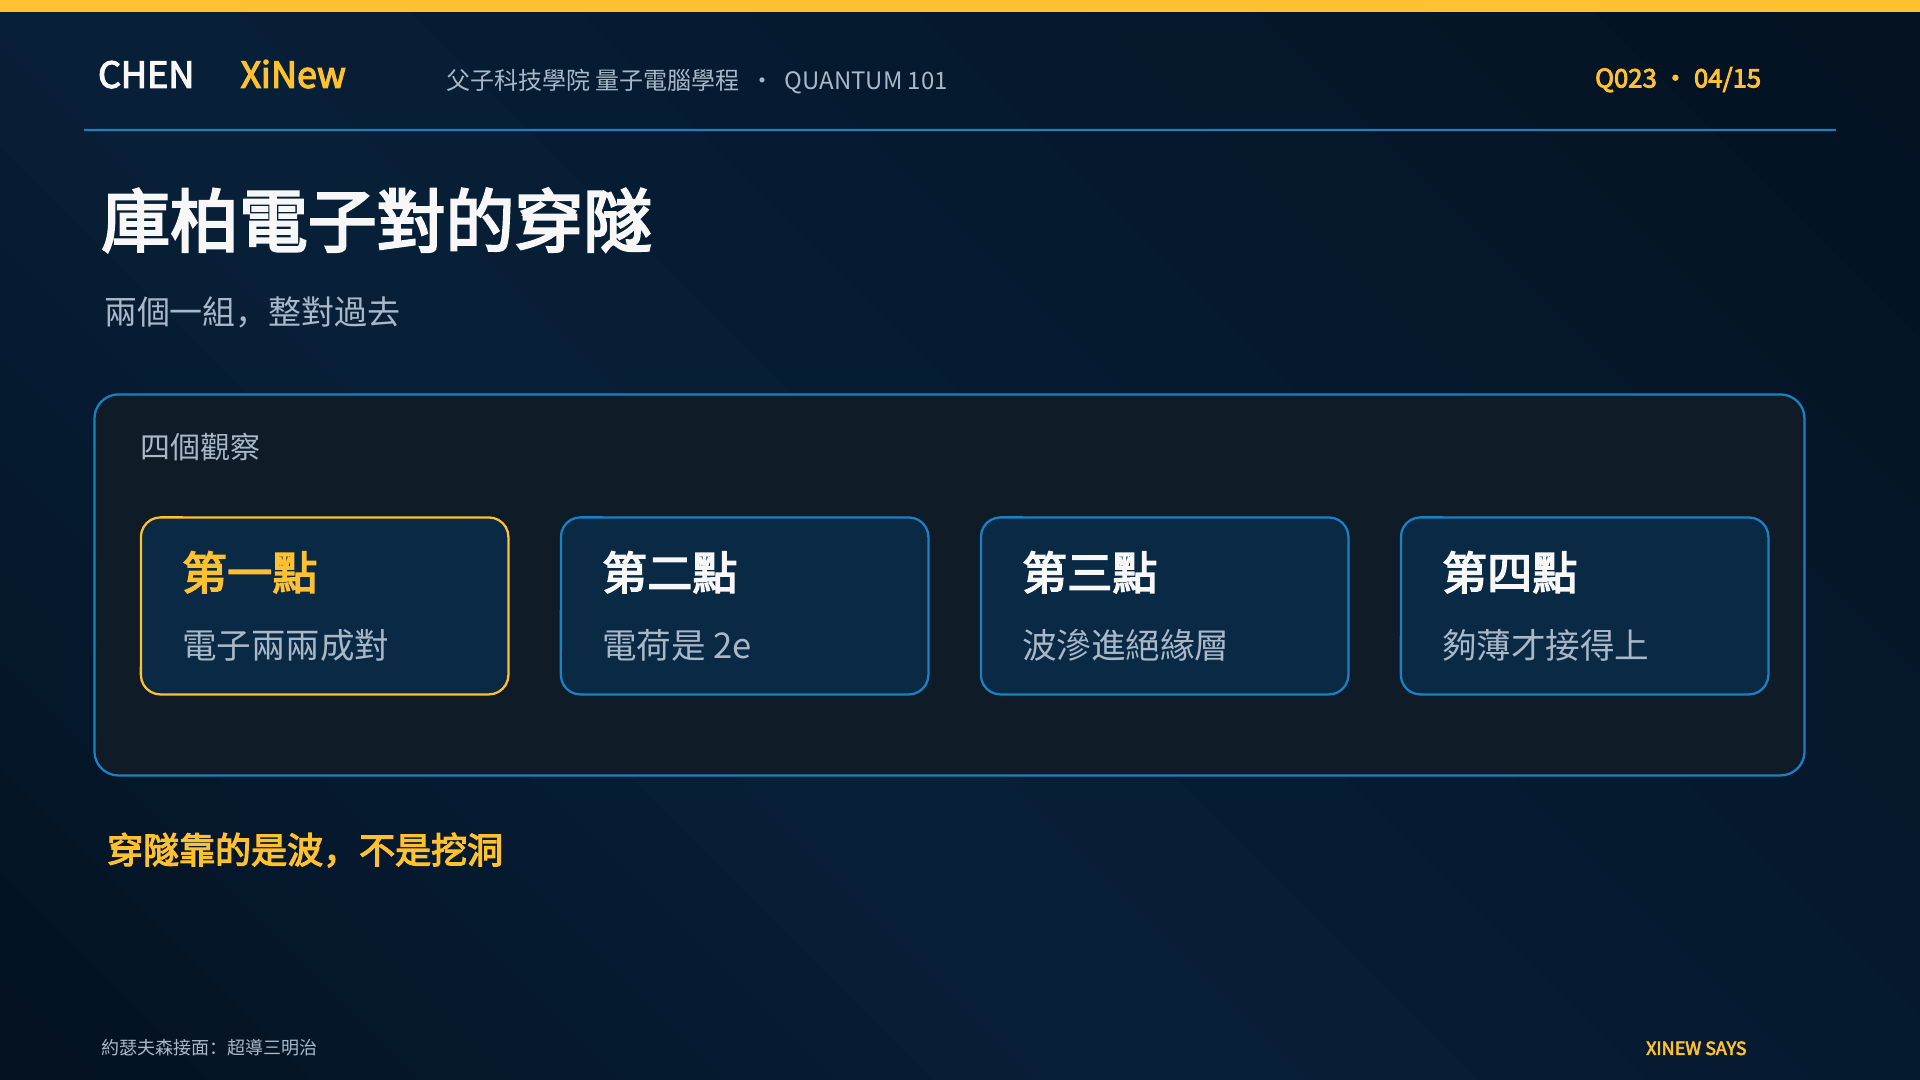 CHEN XiNew 父子科技學院 量子電腦學程 · QUANTUM 101 Q023 · 04/15
庫柏電子對的穿隧
兩個一組，整對過去
四個觀察
第一點 第二點 第三點 第四點
電子兩兩成對 電荷是 2e 波滲進絕緣層 夠薄才接得上
穿隧靠的是波，不是挖洞
約瑟夫森接面：超導三明治 XINEW SAYS